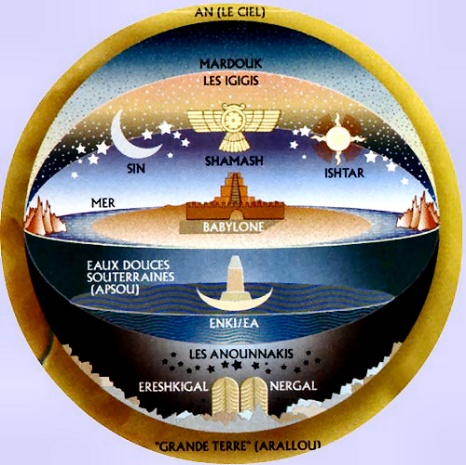 AN (LE CIEL)
MARDOUK
LES IGIGIS
SIN
SHAMASH
ISHTAR
MER
BABYLONE
EAUX DOUCES
SOUTERRAINES
(APSOU)
ENKI/EA
LES ANOUNNAKIS
ERESHKIGAL
NERGAL
"GRANDE TERRE" (ARALLOU)